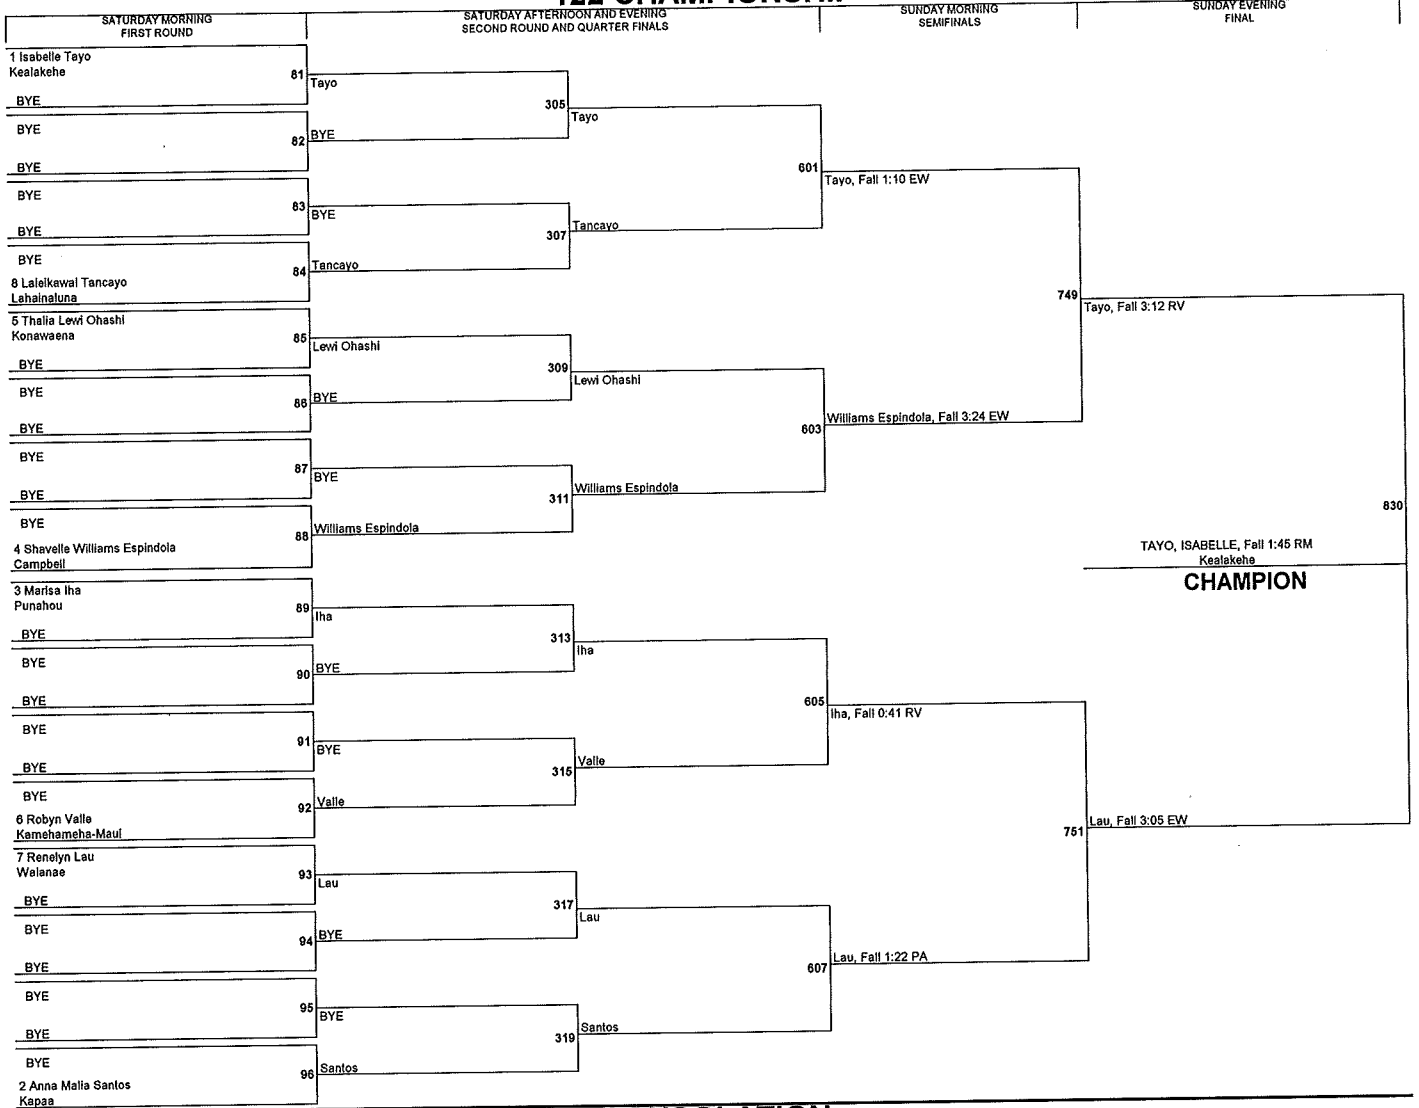 SATURDAY MORNING
FIRST ROUND
SATURDAY AFTERNOON AND EVENING
SECOND ROUND AND QUARTER FINALS
SUNDAY MORNING
SEMIFINALS
SUNDAY EVENING
FINAL
1 Isabelle Tayo
Kealakehe
81
BYE
Tayo
305
BYE
82
BYE
BYE
Tayo
601
BYE
83
BYE
BYE
307
Tancayo
BYE
84
Tancayo
8 Laleikawai Tancayo
Lahainaluna
Tayo, Fall 1:10 EW
749
5 Thalia Lewi Ohashi
Konawaena
85
BYE
Lewi Ohashi
309
BYE
86
BYE
BYE
Lewi Ohashi
603
BYE
87
BYE
BYE
311
Williams Espindola
BYE
88
Williams Espindola
4 Shavelle Williams Espindola
Campbell
Williams Espindola, Fall 3:24 EW
Tayo, Fall 3:12 RV
830
TAYO, ISABELLE, Fall 1:45 RM
Kealakehe
CHAMPION
3 Marisa Iha
Punahou
89
BYE
Iha
313
BYE
90
BYE
BYE
Iha
605
BYE
91
BYE
BYE
315
Valle
BYE
92
Valle
6 Robyn Valle
Kamehameha-Maui
Iha, Fall 0:41 RV
751
7 Renelyn Lau
Waianae
93
BYE
Lau
317
BYE
94
BYE
BYE
Lau
607
BYE
95
BYE
BYE
319
Santos
BYE
96
Santos
2 Anna Malia Santos
Kapaa
Lau, Fall 1:22 PA
Lau, Fall 3:05 EW